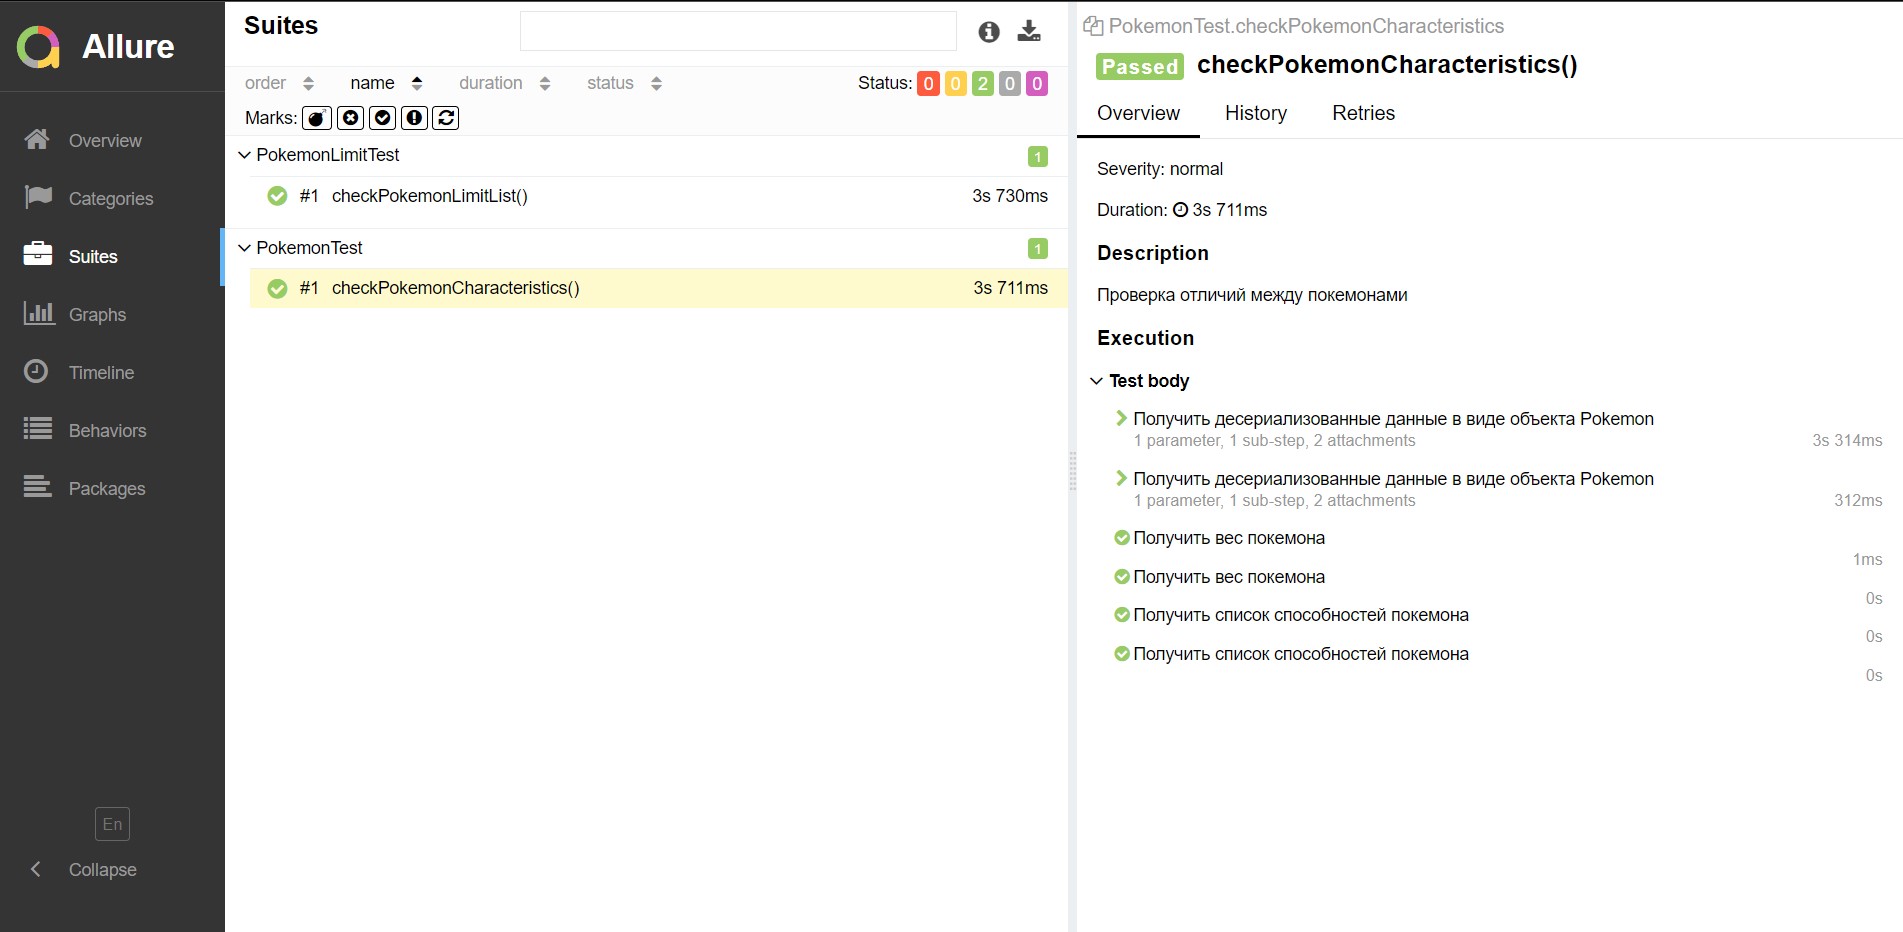 Allure
Overview
Categories
Suites
Graphs
Timeline
Behaviors
Packages
En
Collapse
Suites
order name duration status Status: 0 0 2 0 0
Marks:
PokemonLimitTest 1
#1 checkPokemonLimitList() 3s 730ms
PokemonTest 1
#1 checkPokemonCharacteristics() 3s 711ms
PokemonTest.checkPokemonCharacteristics
Passed checkPokemonCharacteristics()
Overview History Retries
Severity: normal
Duration: 3s 711ms
Description
Проверка отличий между покемонами
Execution
Test body
Получить десериализованные данные в виде объекта Pokemon
1 parameter, 1 sub-step, 2 attachments 3s 314ms
Получить десериализованные данные в виде объекта Pokemon
1 parameter, 1 sub-step, 2 attachments 312ms
Получить вес покемона
1ms
Получить вес покемона
0s
Получить список способностей покемона
0s
Получить список способностей покемона
0s